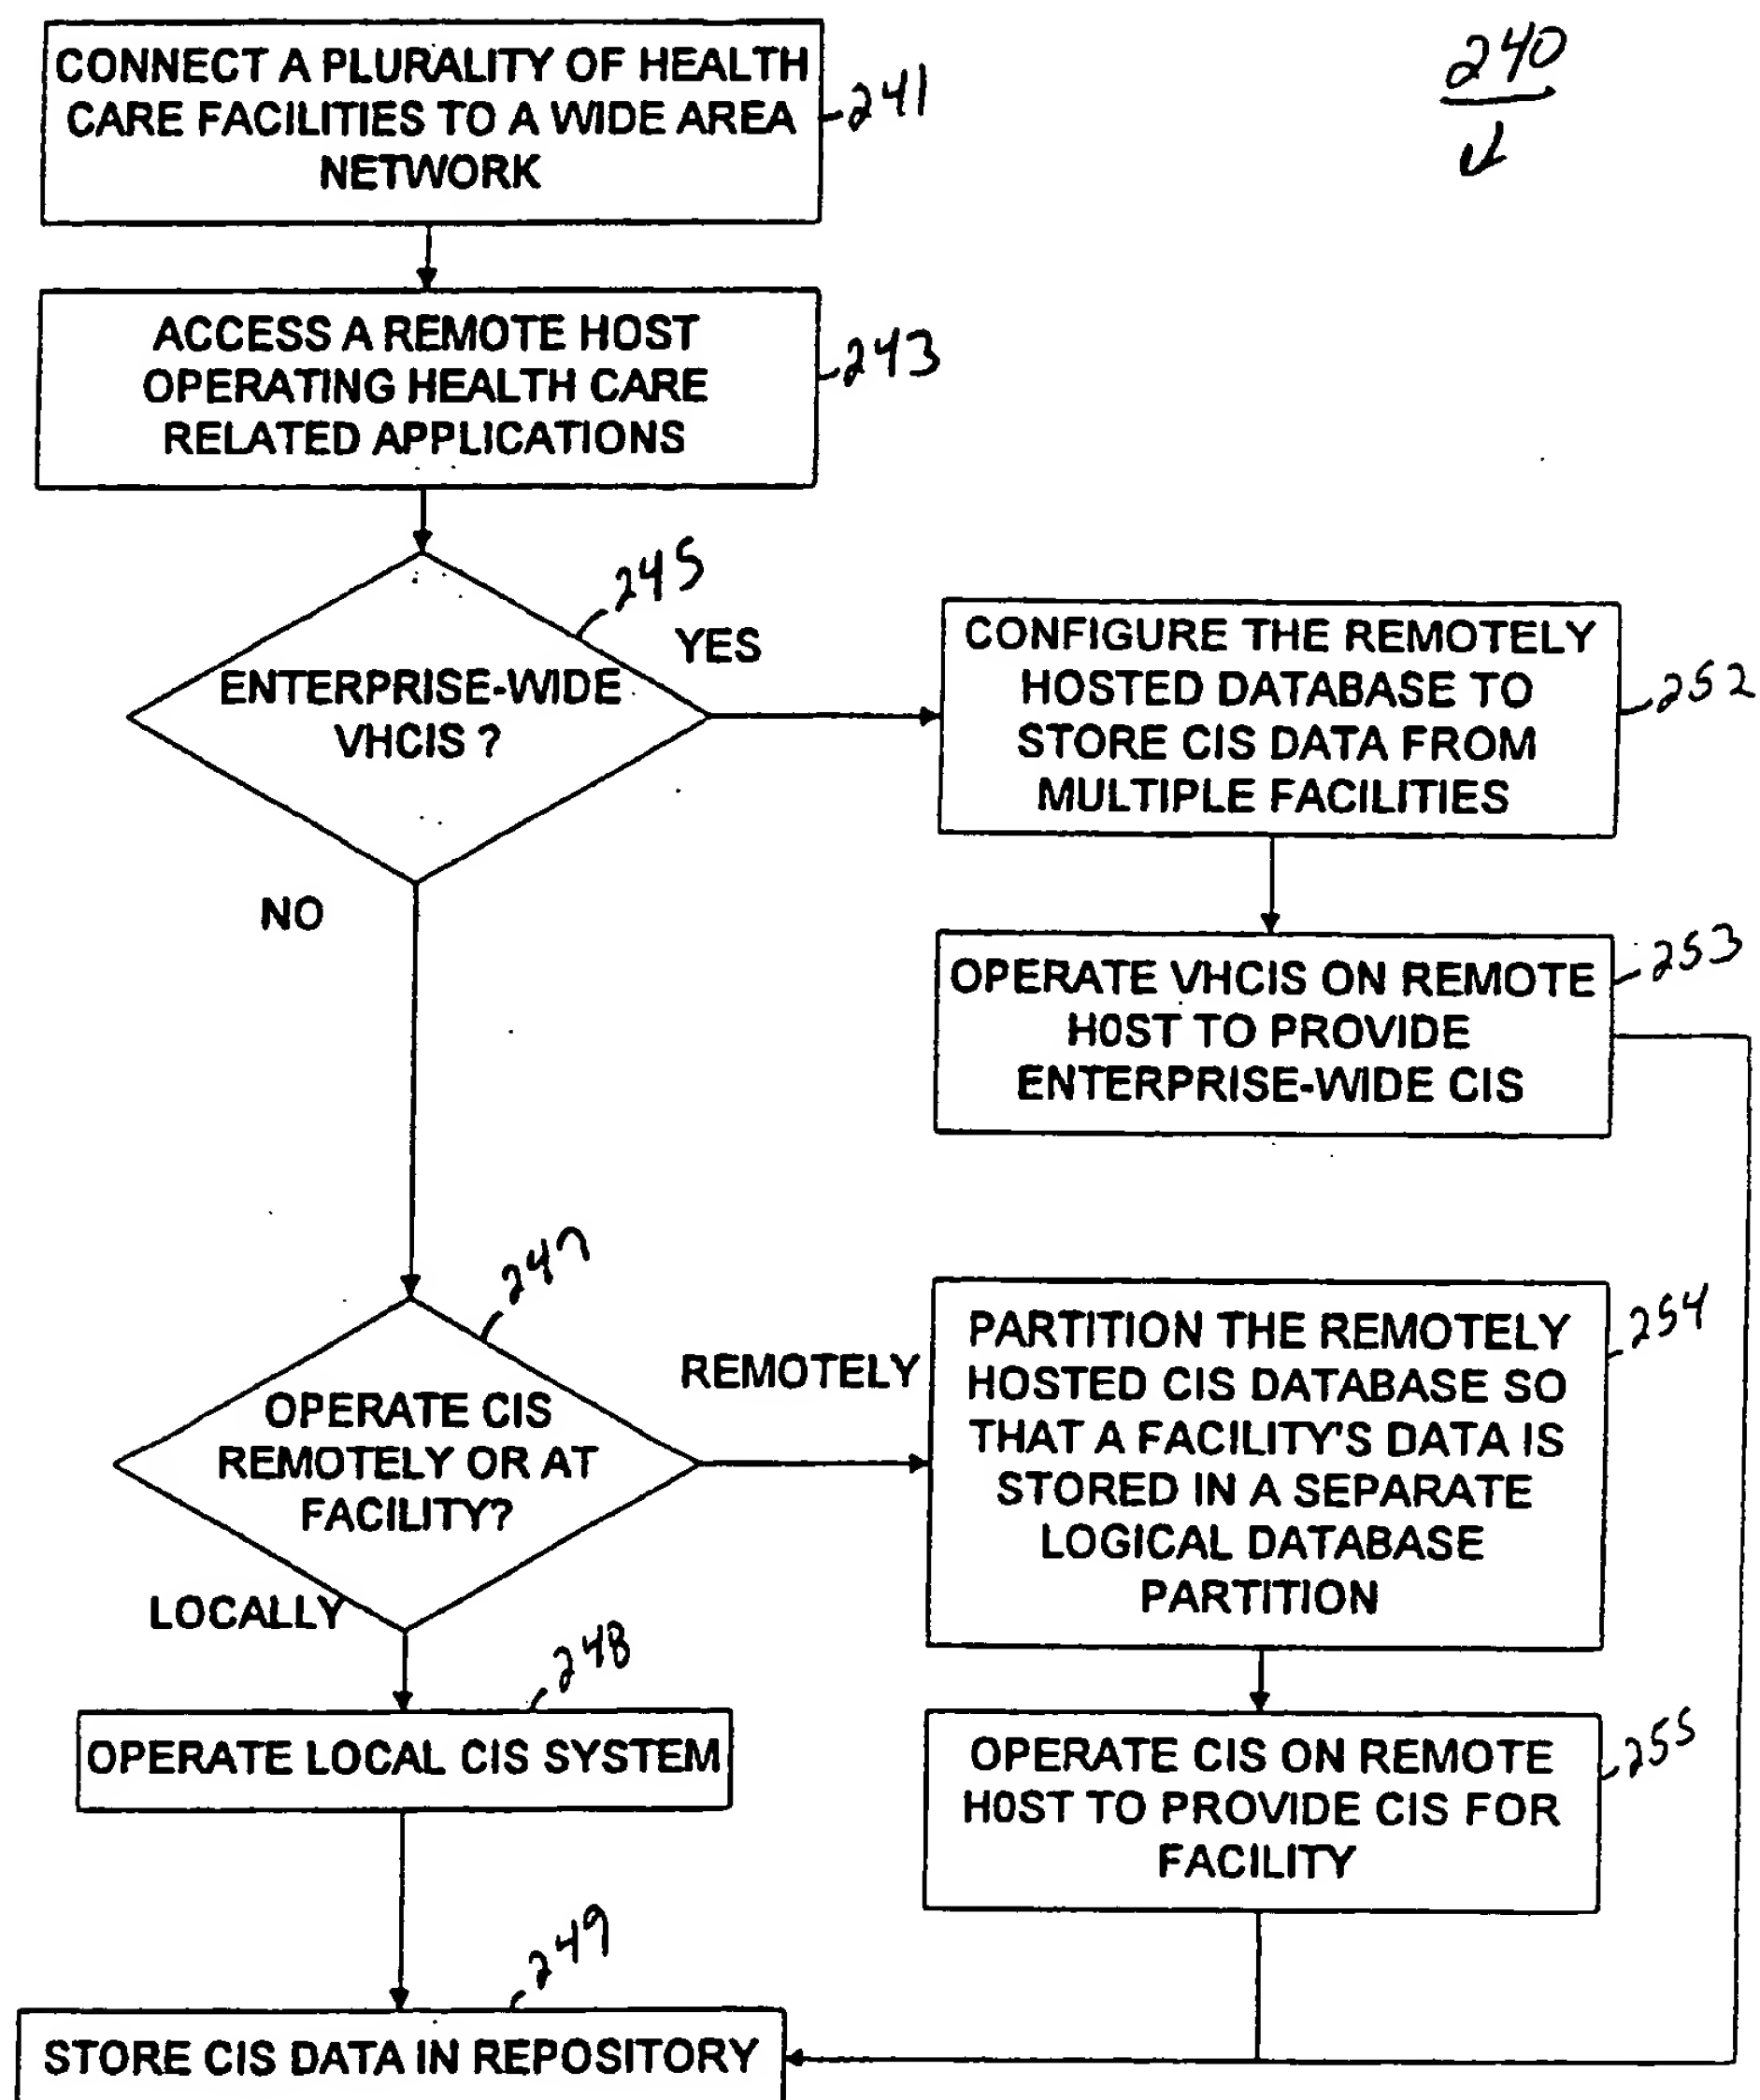 240
CONNECT A PLURALITY OF HEALTH
CARE FACILITIES TO A WIDE AREA
NETWORK
241
ACCESS A REMOTE HOST
OPERATING HEALTH CARE
RELATED APPLICATIONS
243
245
ENTERPRISE-WIDE
VHCIS ?
YES
NO
CONFIGURE THE REMOTELY
HOSTED DATABASE TO
STORE CIS DATA FROM
MULTIPLE FACILITIES
252
OPERATE VHCIS ON REMOTE
HOST TO PROVIDE
ENTERPRISE-WIDE CIS
253
247
OPERATE CIS
REMOTELY OR AT
FACILITY?
REMOTELY
LOCALLY
PARTITION THE REMOTELY
HOSTED CIS DATABASE SO
THAT A FACILITY'S DATA IS
STORED IN A SEPARATE
LOGICAL DATABASE
PARTITION
254
248
OPERATE LOCAL CIS SYSTEM
OPERATE CIS ON REMOTE
HOST TO PROVIDE CIS FOR
FACILITY
255
249
STORE CIS DATA IN REPOSITORY